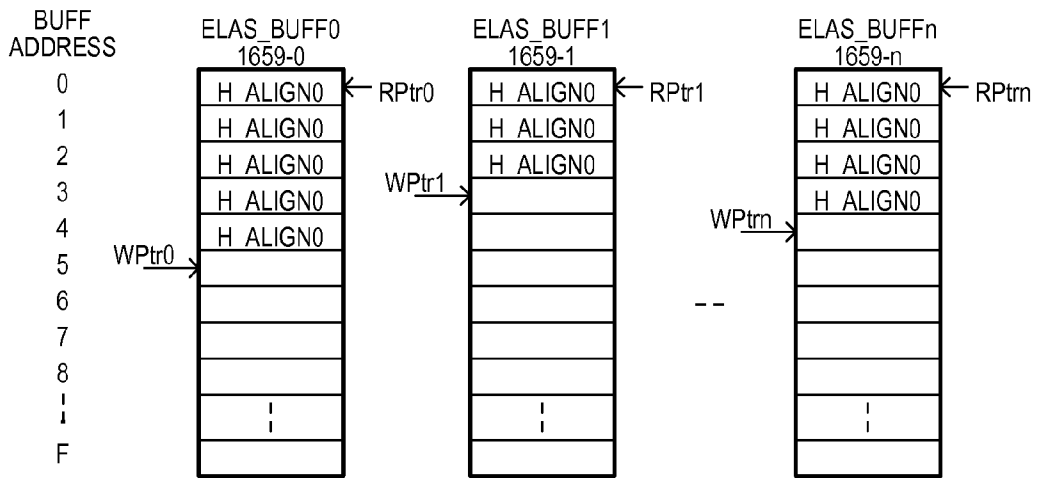 BUFF
ADDRESS
ELAS_BUFF0
1659-0
ELAS_BUFF1
1659-1
ELAS_BUFFn
1659-n
0 H ALIGN0 RPtr0 H ALIGN0 RPtr1 H ALIGN0 RPtrn
1 H ALIGN0 H ALIGN0 H ALIGN0
2 H ALIGN0 H ALIGN0 H ALIGN0
3 H ALIGN0 WPtr1 H ALIGN0
4 H ALIGN0 WPtrn
WPtr0
5
6
7
8
F